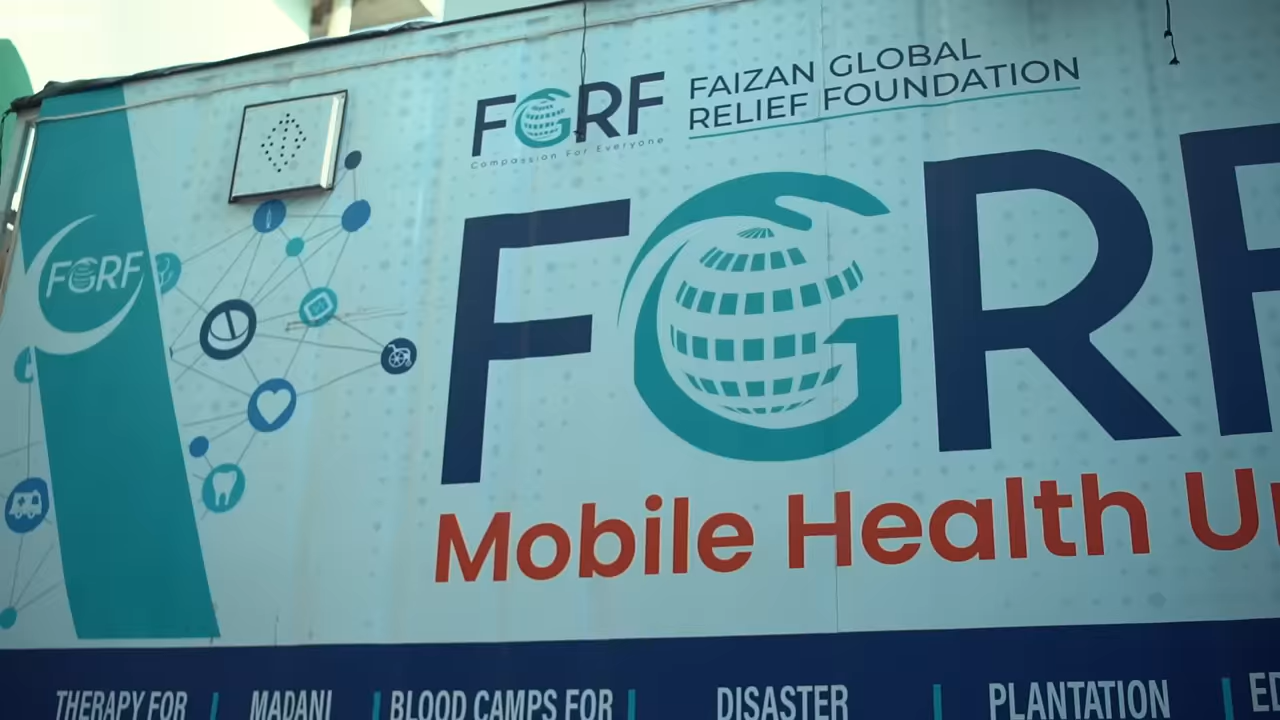 FGRF
Compassion For Everyone
FAIZAN GLOBAL
RELIEF FOUNDATION
FGRF
FGRF
Mobile Health
THERAPY FOR | MADANI | BLOOD CAMPS FOR | DISASTER | PLANTATION |